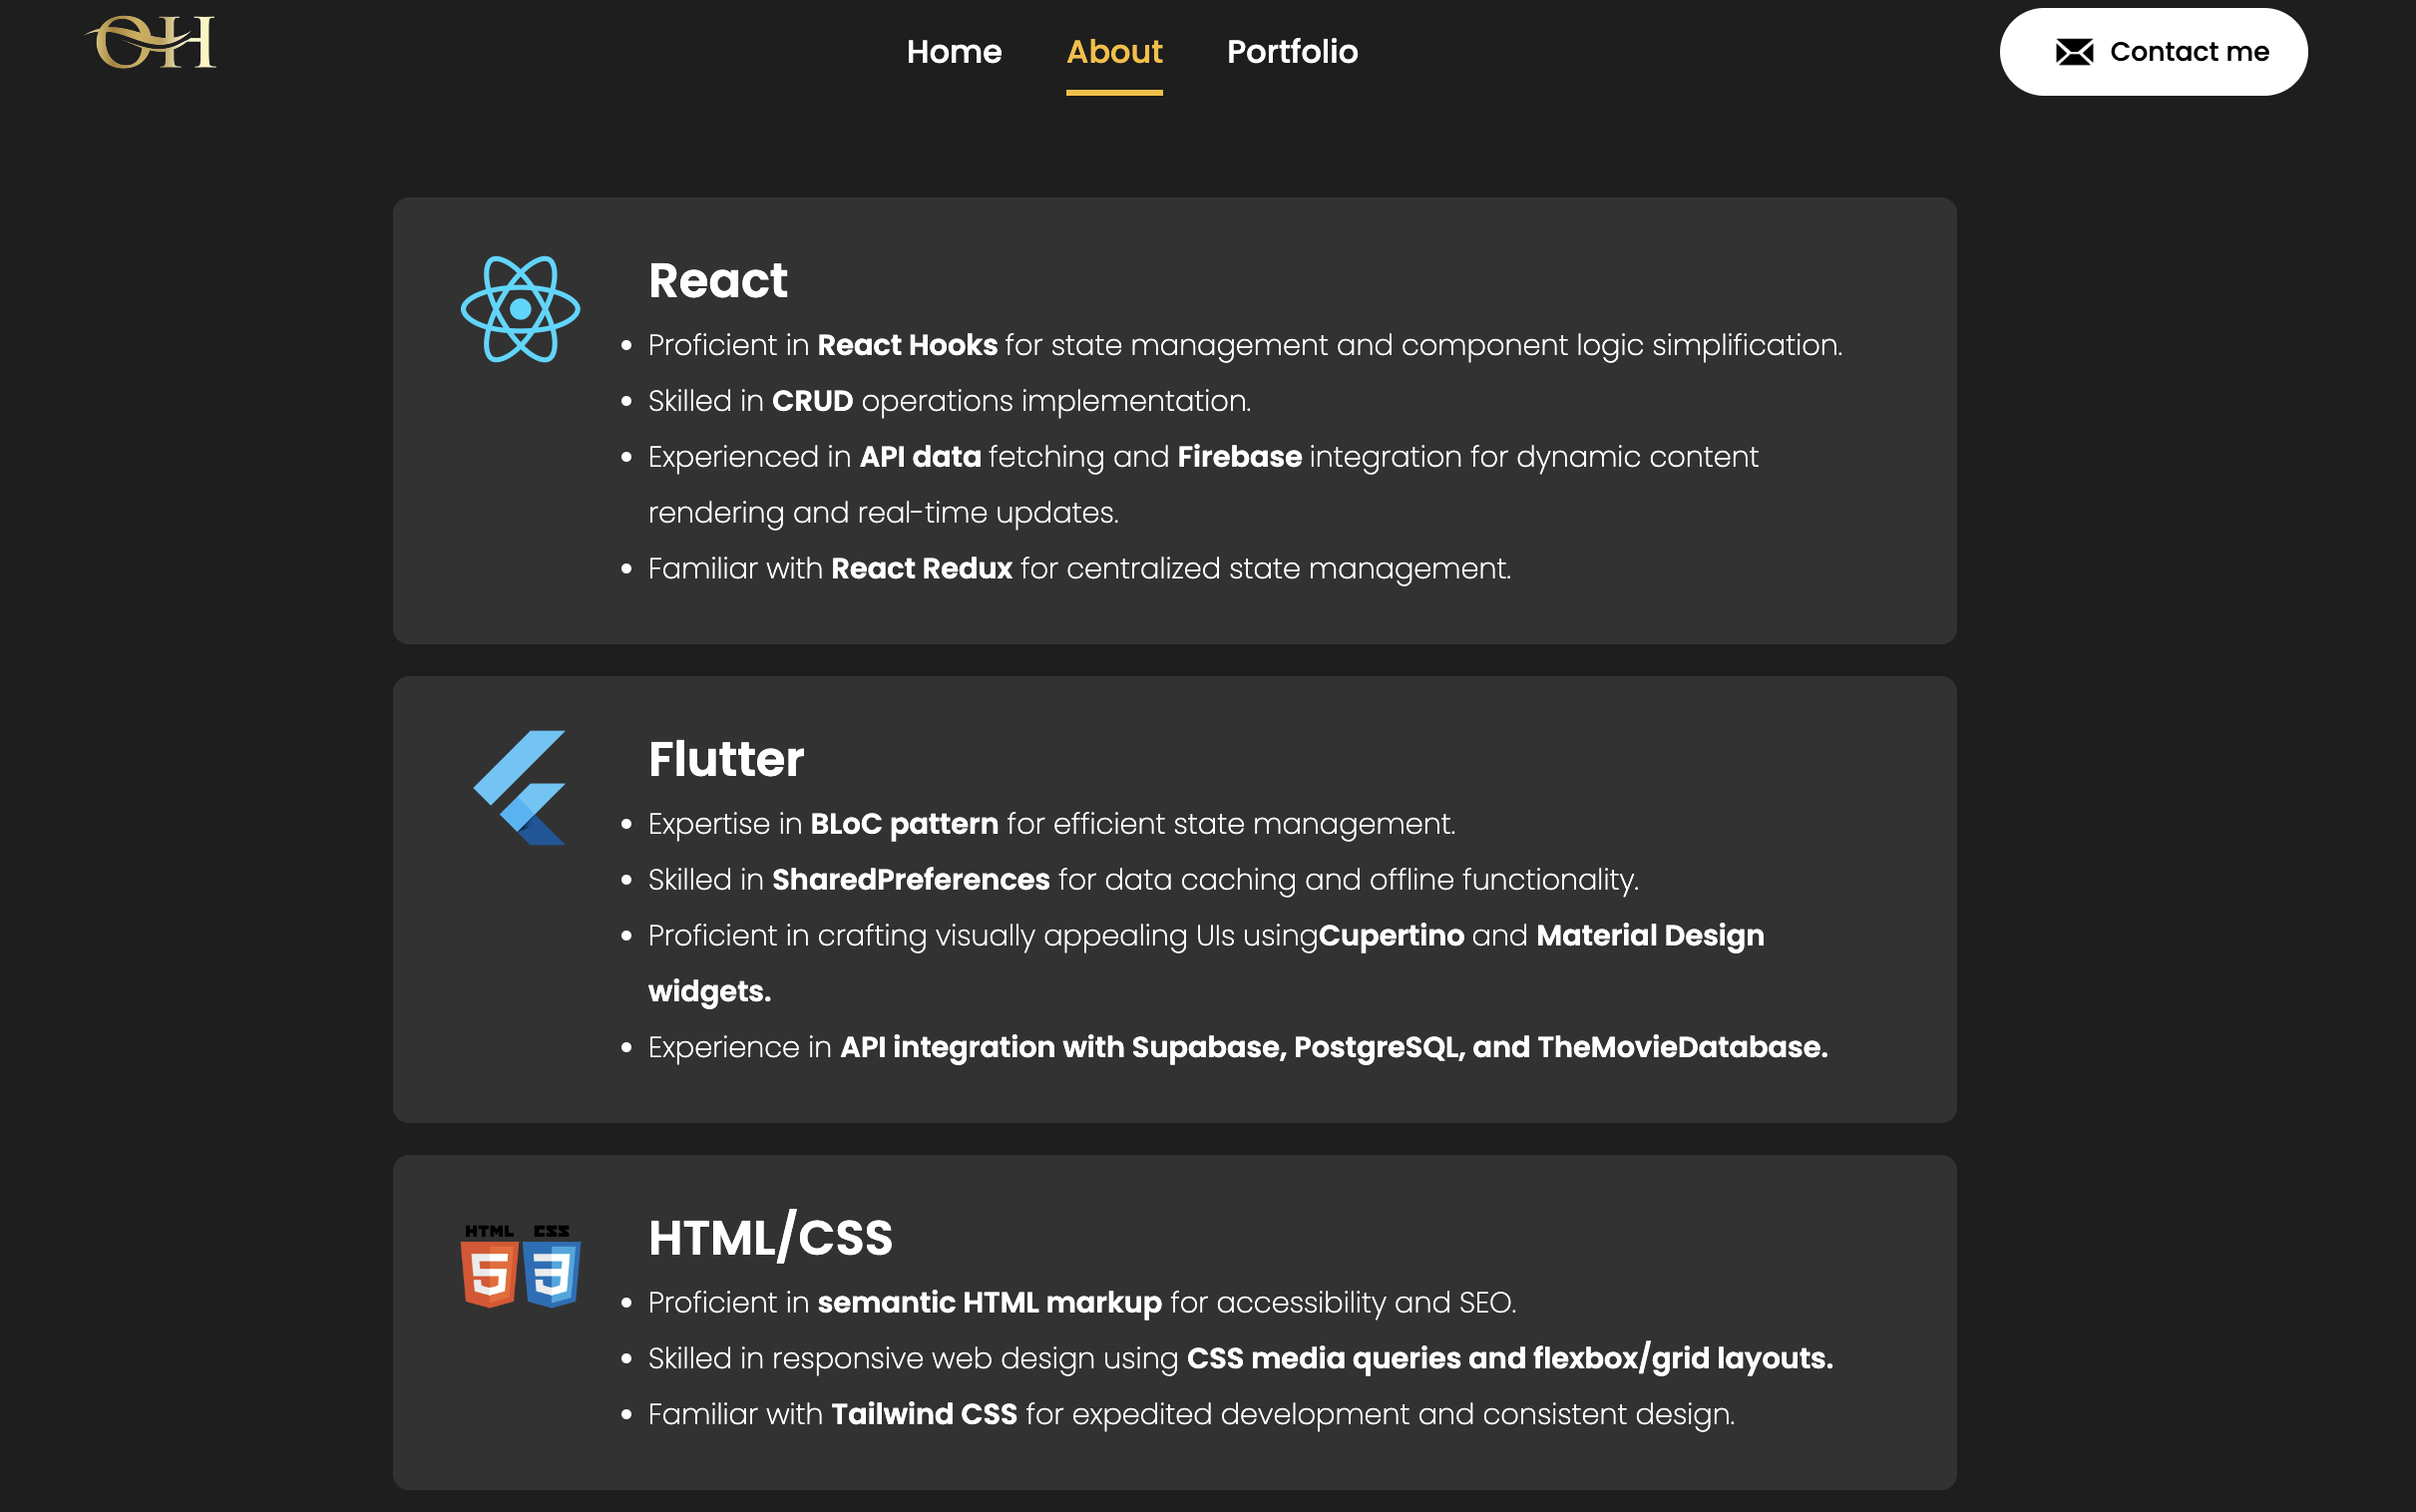 OH
Home About Portfolio Contact me
React
• Proficient in React Hooks for state management and component logic simplification.
• Skilled in CRUD operations implementation.
• Experienced in API data fetching and Firebase integration for dynamic content
rendering and real-time updates.
• Familiar with React Redux for centralized state management.
Flutter
• Expertise in BLoC pattern for efficient state management.
• Skilled in SharedPreferences for data caching and offline functionality.
• Proficient in crafting visually appealing UIs usingCupertino and Material Design
widgets.
• Experience in API integration with Supabase, PostgreSQL, and TheMovieDatabase.
HTML CSS
5 3
HTML/CSS
• Proficient in semantic HTML markup for accessibility and SEO.
• Skilled in responsive web design using CSS media queries and flexbox/grid layouts.
• Familiar with Tailwind CSS for expedited development and consistent design.